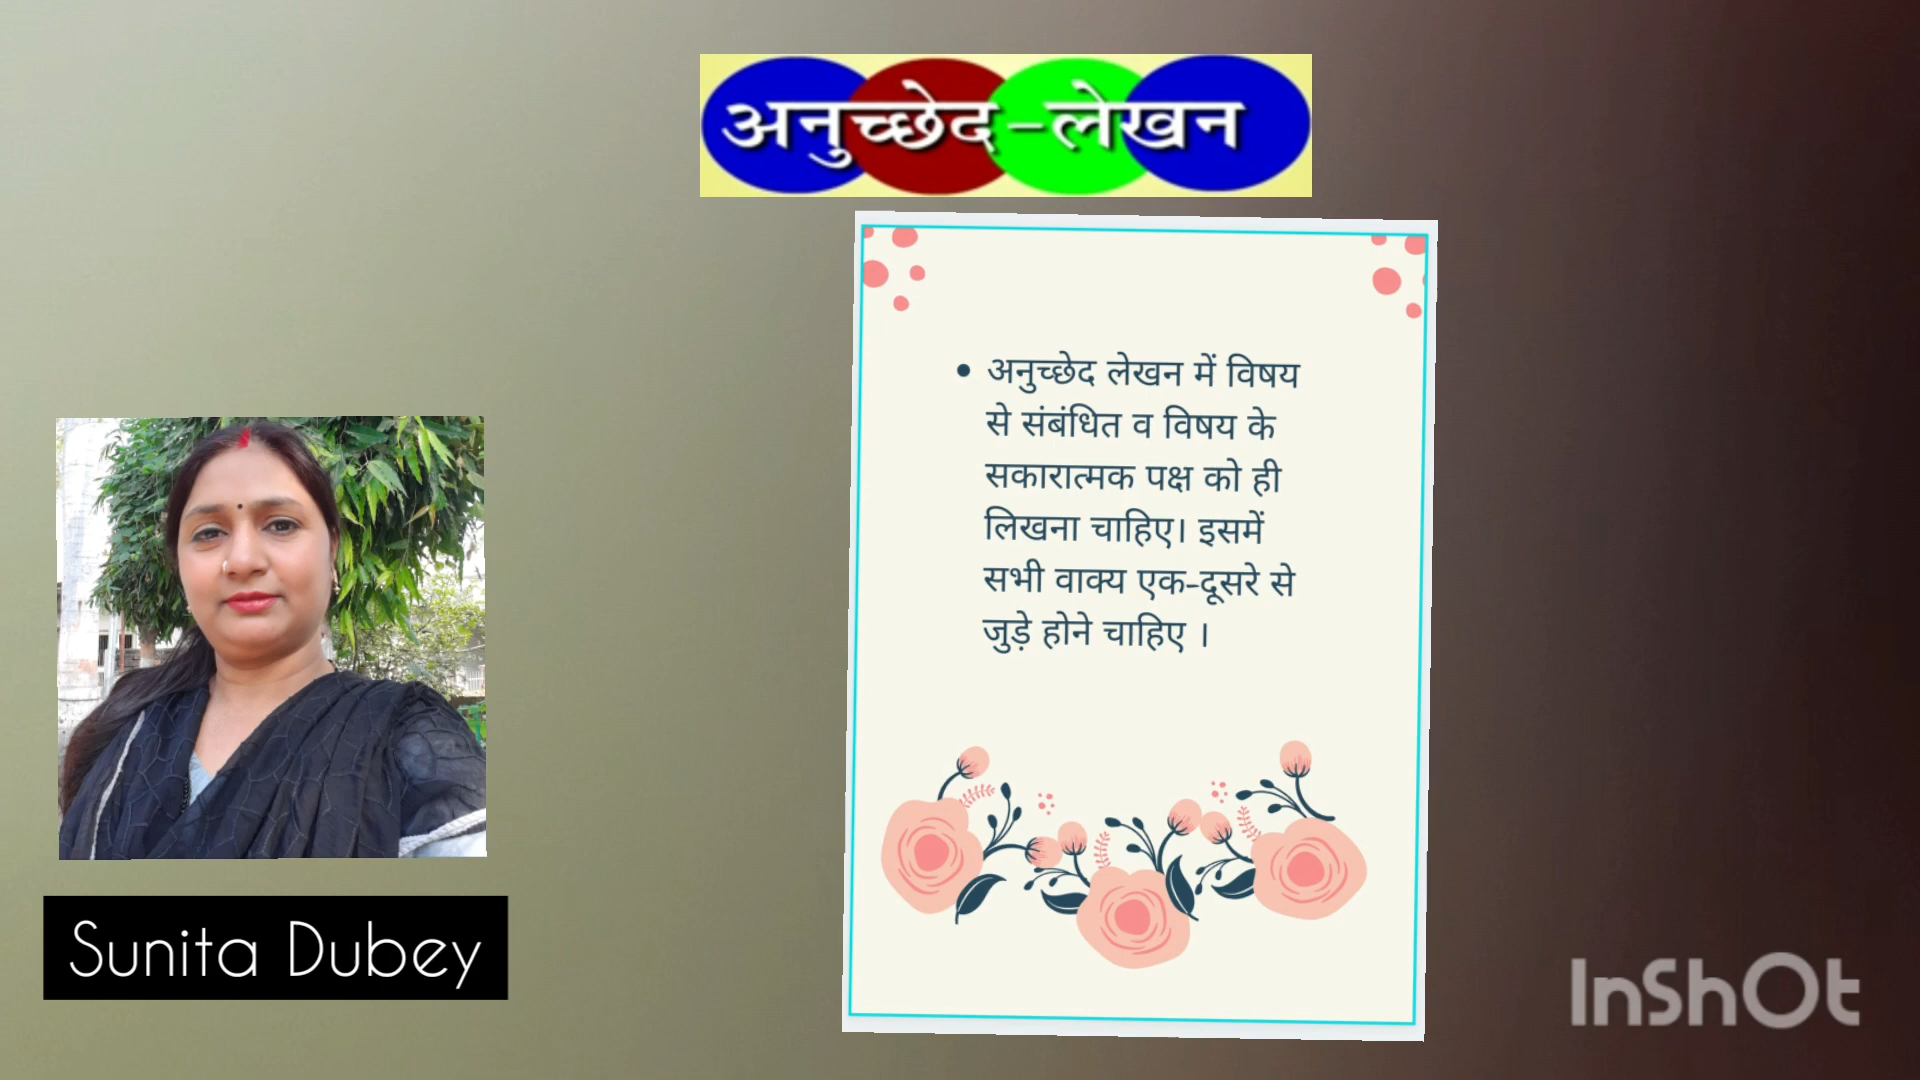 अनुच्छेद-लेखन
• अनुच्छेद लेखन में विषय
से संबंधित व विषय के
सकारात्मक पक्ष को ही
लिखना चाहिए। इसमें
सभी वाक्य एक-दूसरे से
जुड़े होने चाहिए ।
Sunita Dubey
InShOt